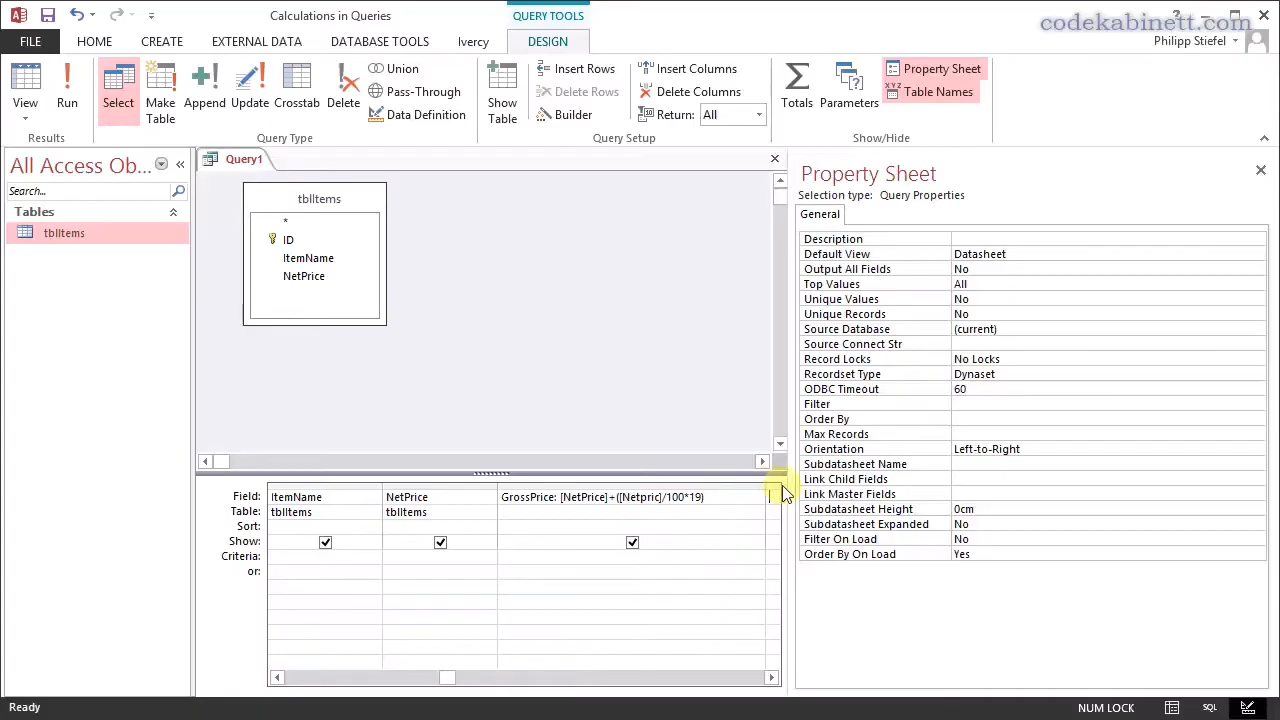 Calculations in Queries
QUERY TOOLS
?
codekabinett.com
FILE
HOME
CREATE
EXTERNAL DATA
DATABASE TOOLS
Ivercy
DESIGN
Philipp Stiefel
View
Run
Select
Make
Table
Append
Update
Crosstab
Delete
Union
Pass-Through
Data Definition
Show
Table
Insert Rows
Delete Rows
Builder
Insert Columns
Delete Columns
Return: All
Totals
Parameters
Property Sheet
Table Names
Results
Query Type
Query Setup
Show/Hide
All Access Ob...
Search...
Tables
tblItems
Query1
tblItems
*
ID
ItemName
NetPrice
Field: ItemName NetPrice GrossPrice: [NetPrice]+([Netpric]/100*19)
Table: tblItems tblItems
Sort:
Show:
Criteria:
or:
Property Sheet
Selection type: Query Properties
General
Description
Default View Datasheet
Output All Fields No
Top Values All
Unique Values No
Unique Records No
Source Database (current)
Source Connect Str
Record Locks No Locks
Recordset Type Dynaset
ODBC Timeout 60
Filter
Order By
Max Records
Orientation Left-to-Right
Subdatasheet Name
Link Child Fields
Link Master Fields
Subdatasheet Height 0cm
Subdatasheet Expanded No
Filter On Load No
Order By On Load Yes
Ready
NUM LOCK
SQL